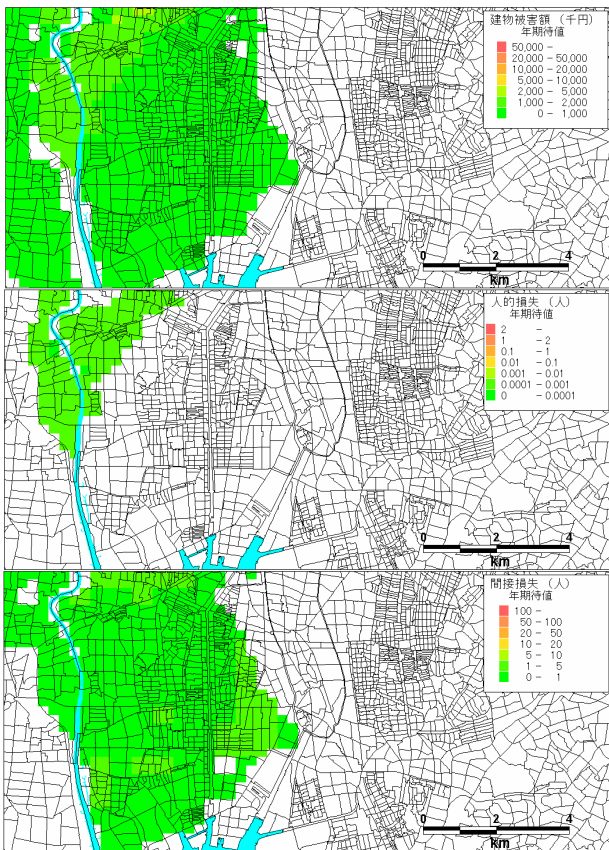 建物被害額（千円）
年期待値
50,000 -
20,000 - 50,000
10,000 - 20,000
5,000 - 10,000
2,000 - 5,000
1,000 - 2,000
0 - 1,000
0 2 4
km
人的損失（人）
年期待値
2 -
1 - 2
0.1 - 1
0.01 - 0.1
0.001 - 0.01
0.0001 - 0.001
0 - 0.0001
0 2 4
km
間接損失（人）
年期待値
100 -
50 - 100
20 - 50
10 - 20
5 - 10
1 - 5
0 - 1
0 2 4
km